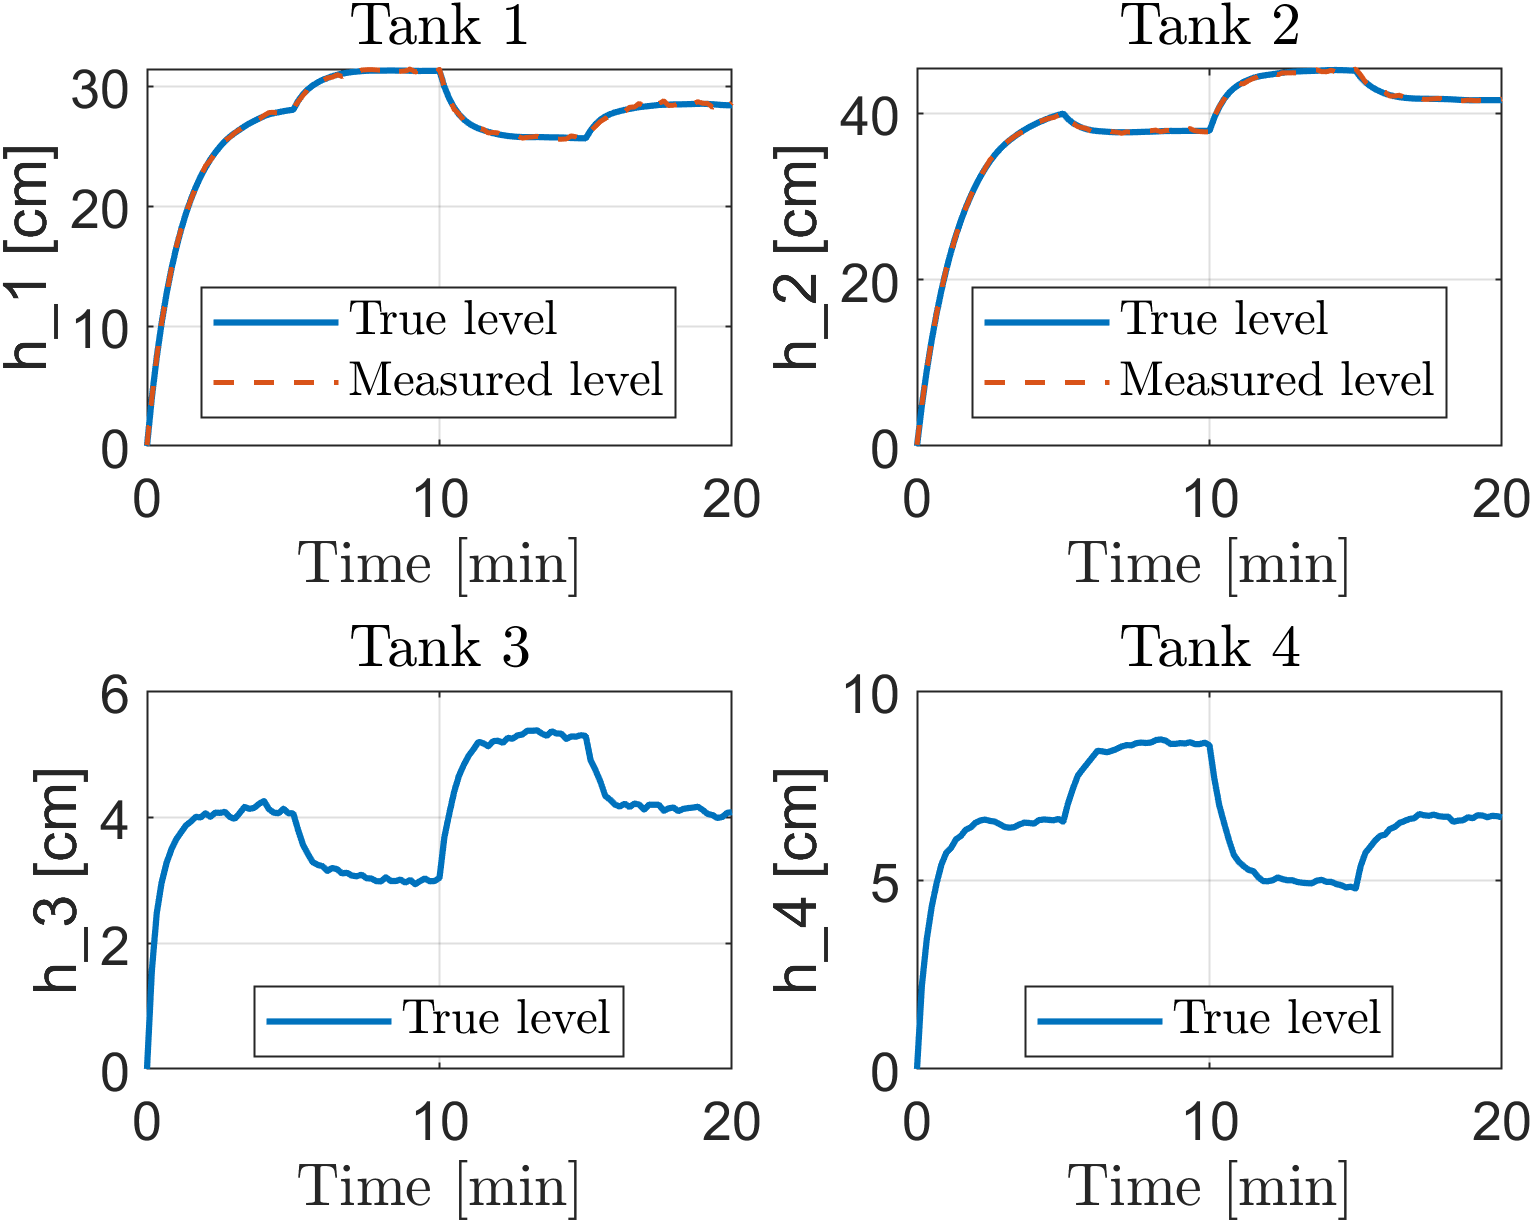 Tank 1
h_1 [cm]
30
20
10
0
True level
Measured level
0 10 20
Time [min]
Tank 2
h_2 [cm]
40
20
0
True level
Measured level
0 10 20
Time [min]
Tank 3
h_3 [cm]
6
4
2
0
True level
0 10 20
Time [min]
Tank 4
h_4 [cm]
10
5
0
True level
0 10 20
Time [min]